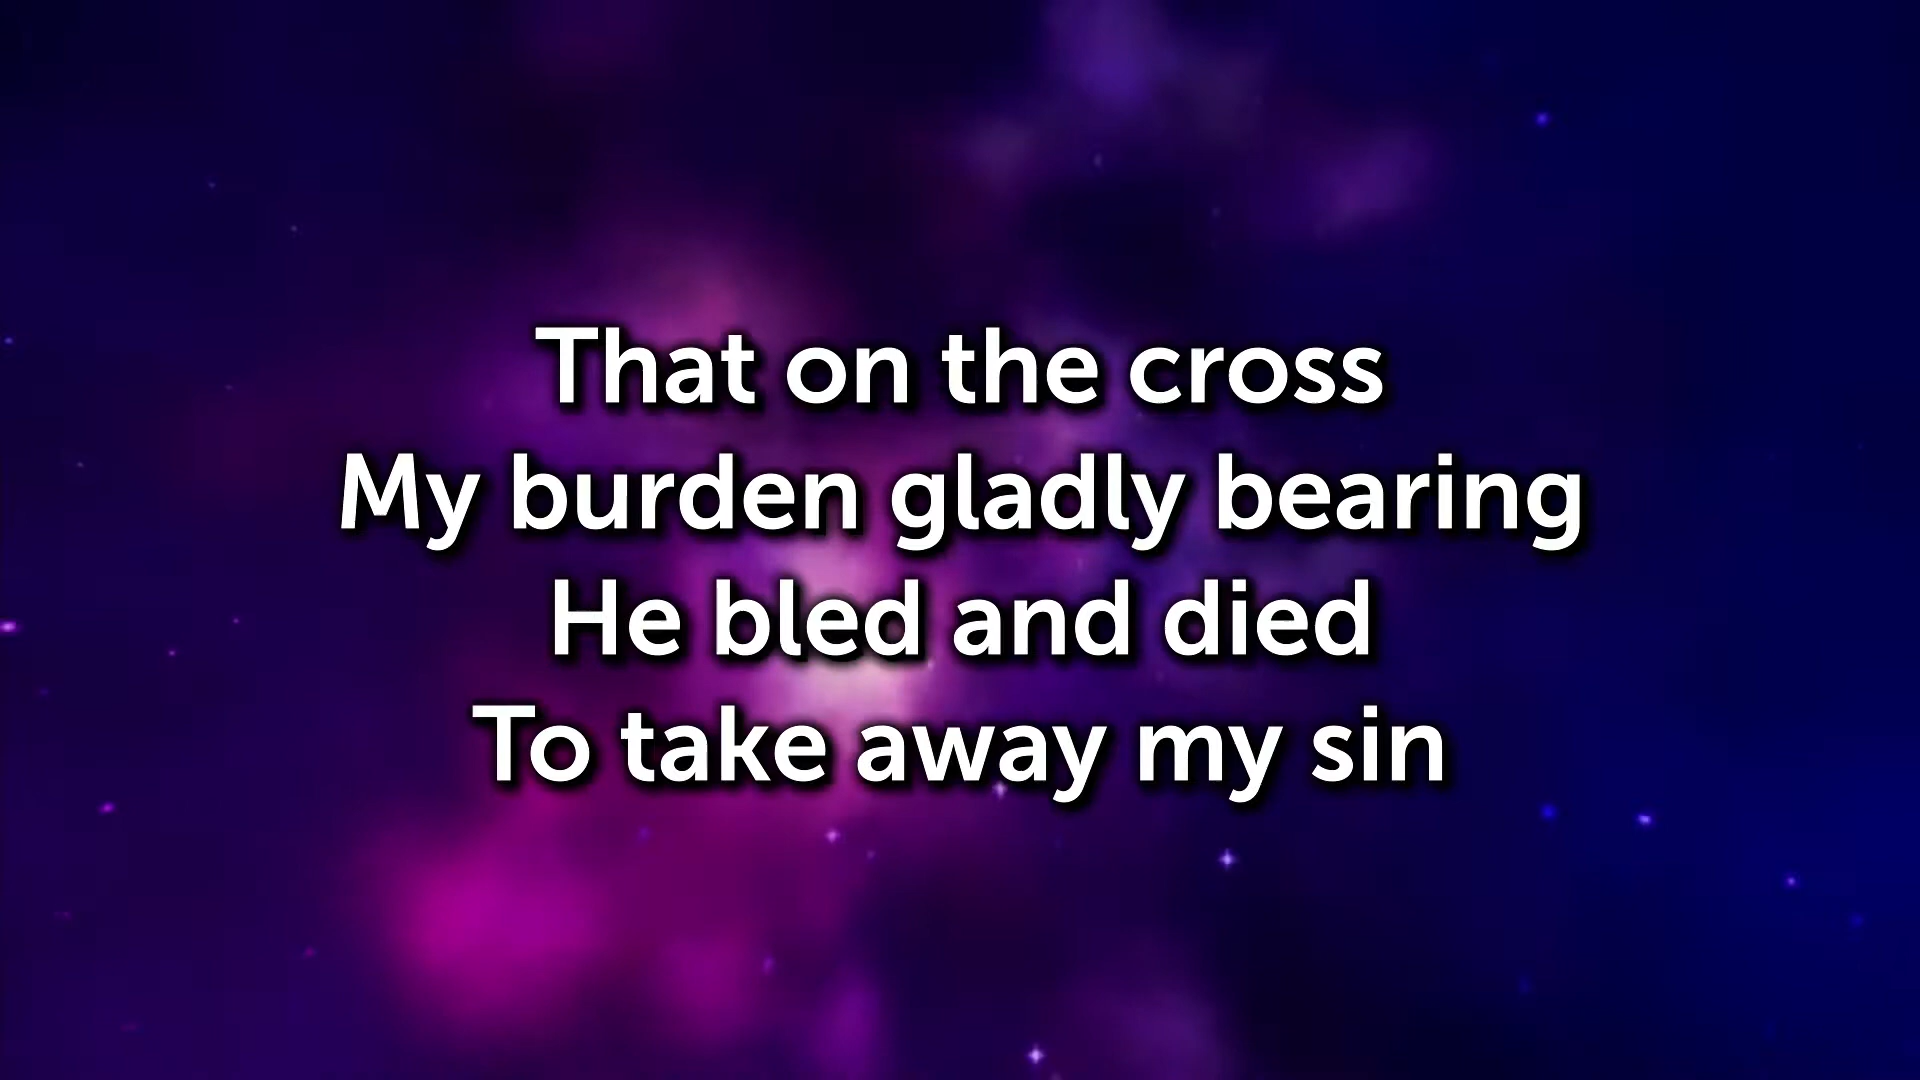 That on the cross
My burden gladly bearing
He bled and died
To take away my sin